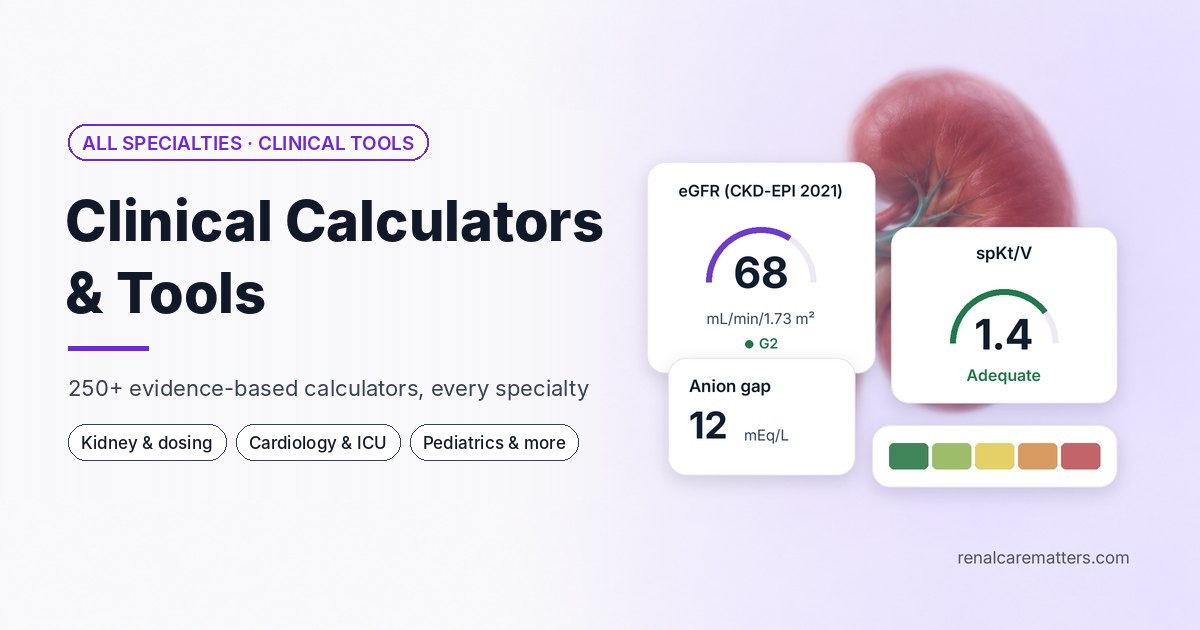 ALL SPECIALTIES · CLINICAL TOOLS
Clinical Calculators
& Tools
250+ evidence-based calculators, every specialty
Kidney & dosing
Cardiology & ICU
Pediatrics & more
eGFR (CKD-EPI 2021)
68
mL/min/1.73 m²
G2
spKt/V
1.4
Adequate
Anion gap
12 mEq/L
renalcarematters.com